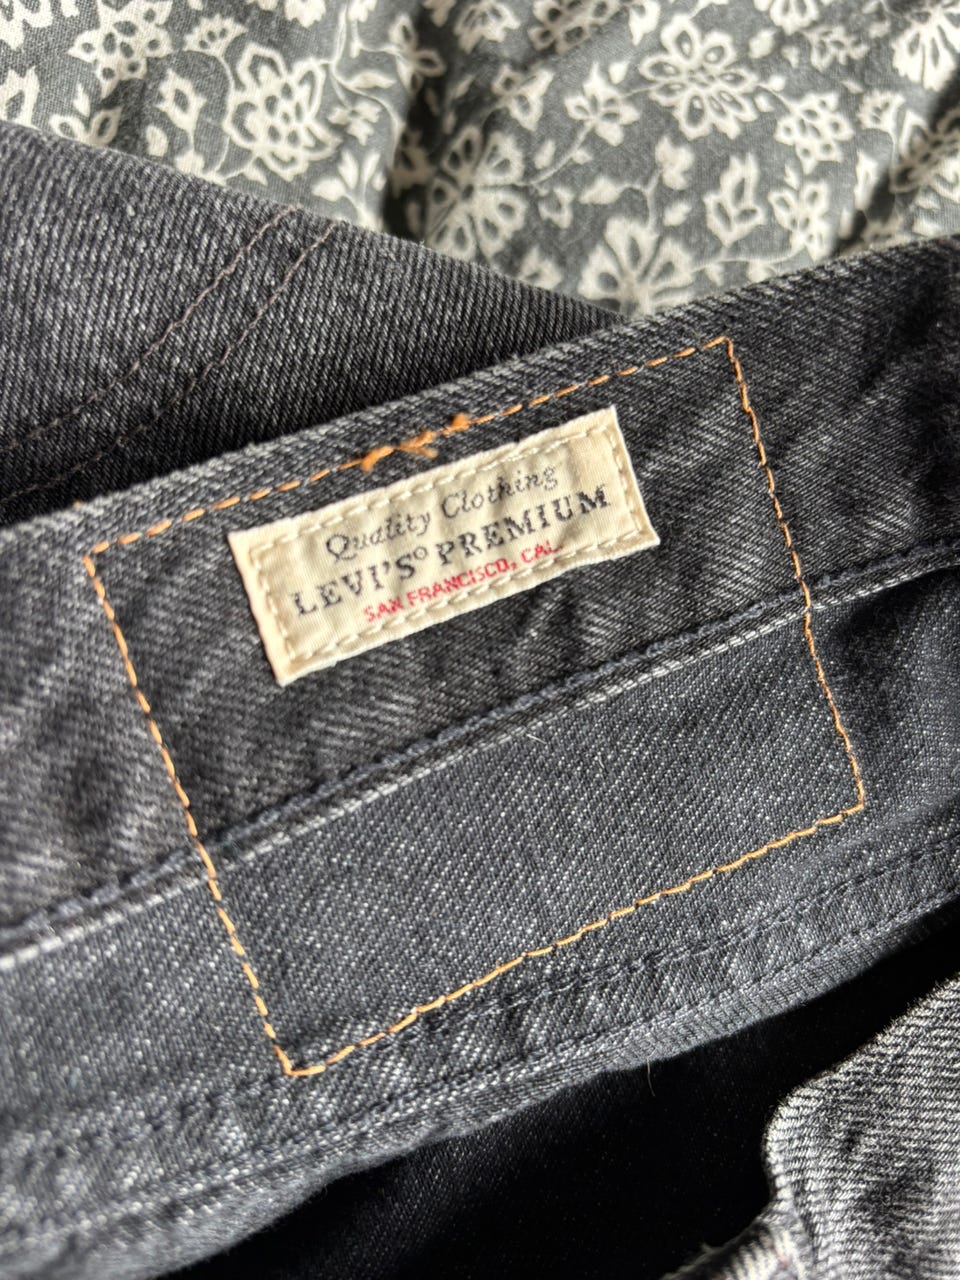 Quality Clothing
LEVI'S® PREMIUM
SAN FRANCISCO, CAL.